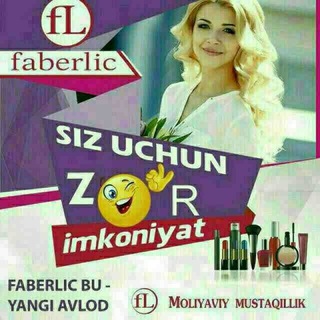 fL
faberlic
SIZ UCHUN
ZOR
imkoniyat
FABERLIC BU -
YANGI AVLOD
fL MOLIYAVIY MUSTAQILLIK